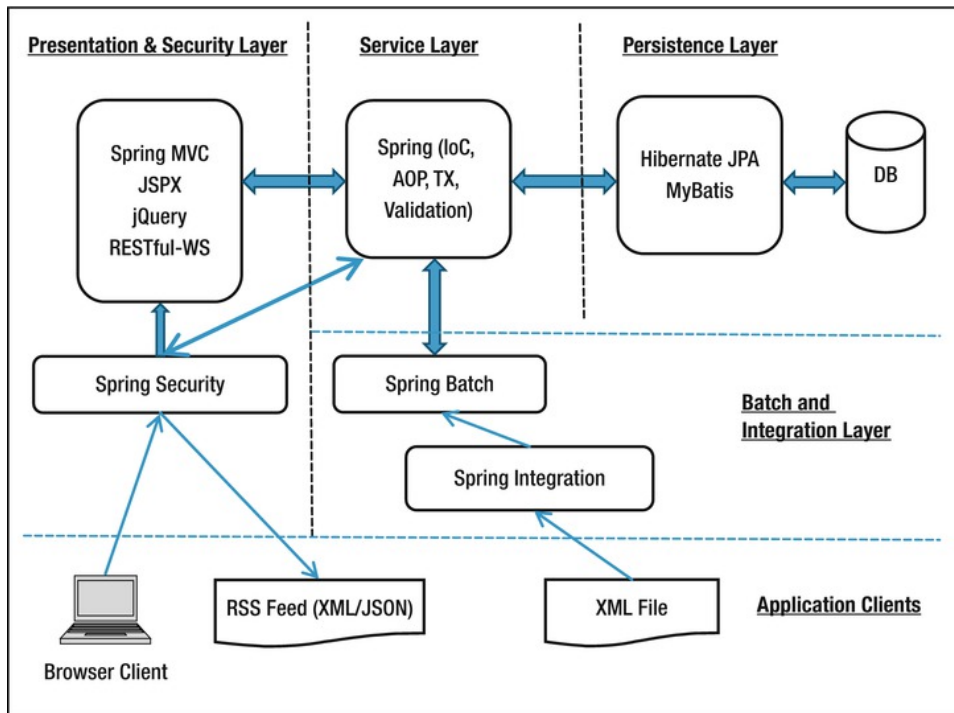 Presentation & Security Layer
Service Layer
Persistence Layer
Spring MVC
JSPX
jQuery
RESTful-WS
Spring (IoC,
AOP, TX,
Validation)
Hibernate JPA
MyBatis
DB
Spring Security
Spring Batch
Batch and
Integration Layer
Spring Integration
RSS Feed (XML/JSON)
XML File
Application Clients
Browser Client